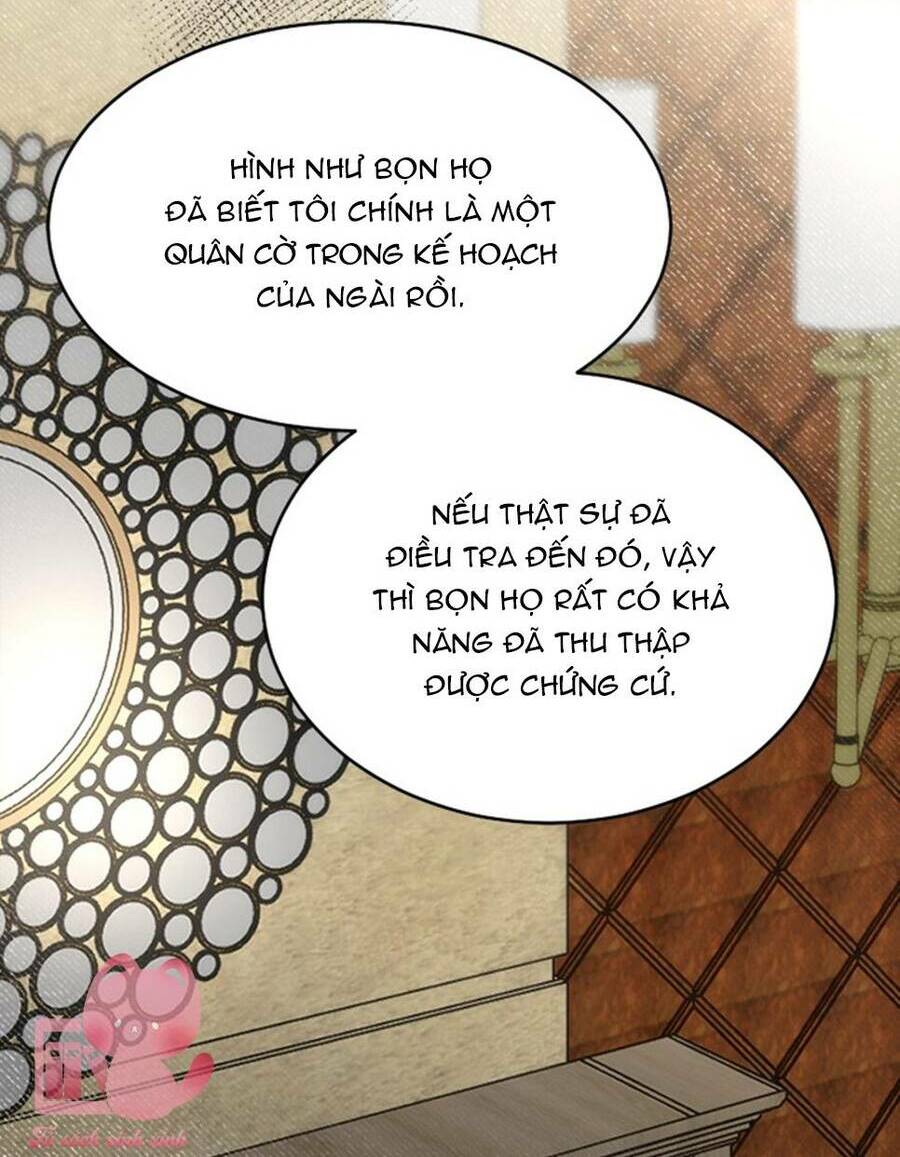 HÌNH NHƯ BỌN HỌ
ĐÃ BIẾT TÔI CHÍNH LÀ MỘT
QUÂN CỜ TRONG KẾ HOẠCH
CỦA NGÀI RỒI.
NẾU THẬT SỰ ĐÃ
ĐIỀU TRA ĐẾN ĐÓ, VẬY
THÌ BỌN HỌ RẤT CÓ KHẢ
NĂNG ĐÃ THU THẬP
ĐƯỢC CHỨNG CỨ.